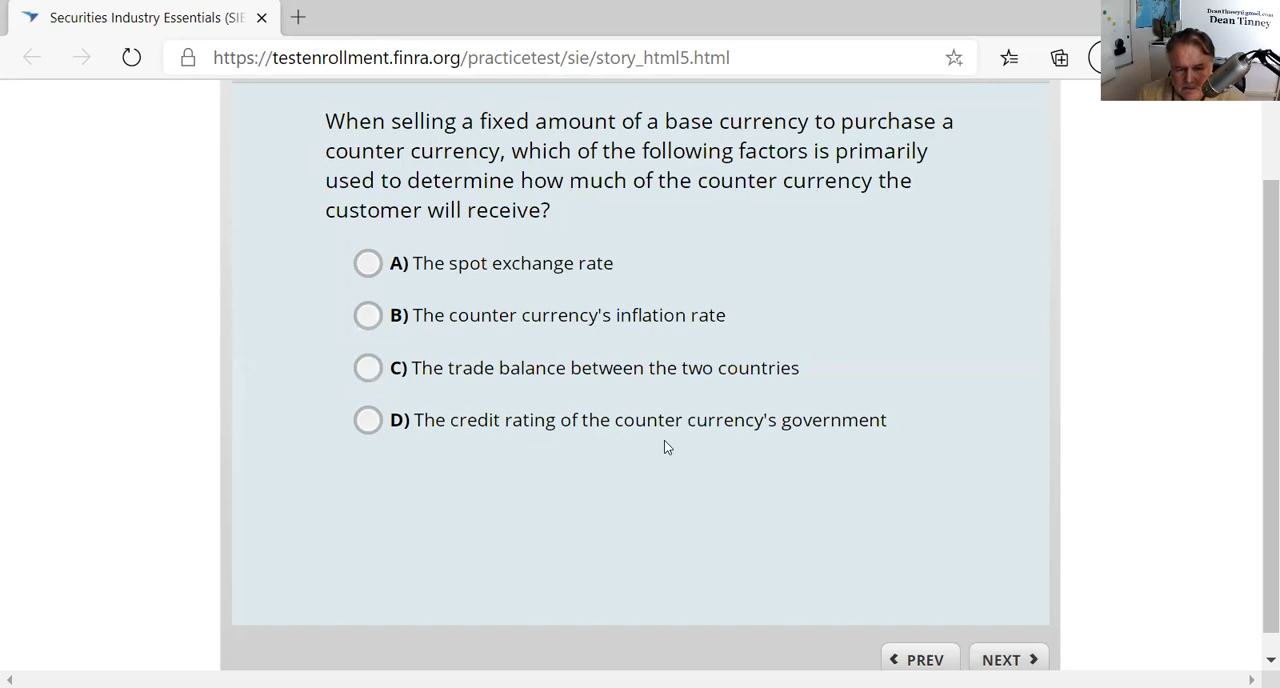 Securities Industry Essentials (SIE
https://testenrollment.finra.org/practicetest/sie/story_html5.html
DeanTinney@gmail.com
Dean Tinney
When selling a fixed amount of a base currency to purchase a
counter currency, which of the following factors is primarily
used to determine how much of the counter currency the
customer will receive?
A) The spot exchange rate
B) The counter currency's inflation rate
C) The trade balance between the two countries
D) The credit rating of the counter currency's government
PREV
NEXT